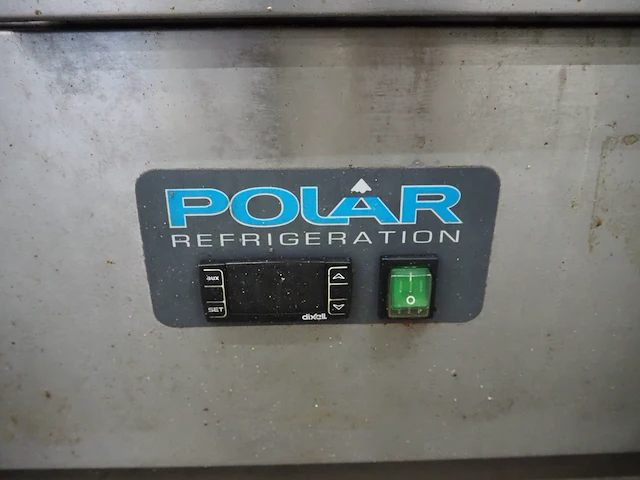 POLAR
REFRIGERATION
aux
SET
dixell
I
O